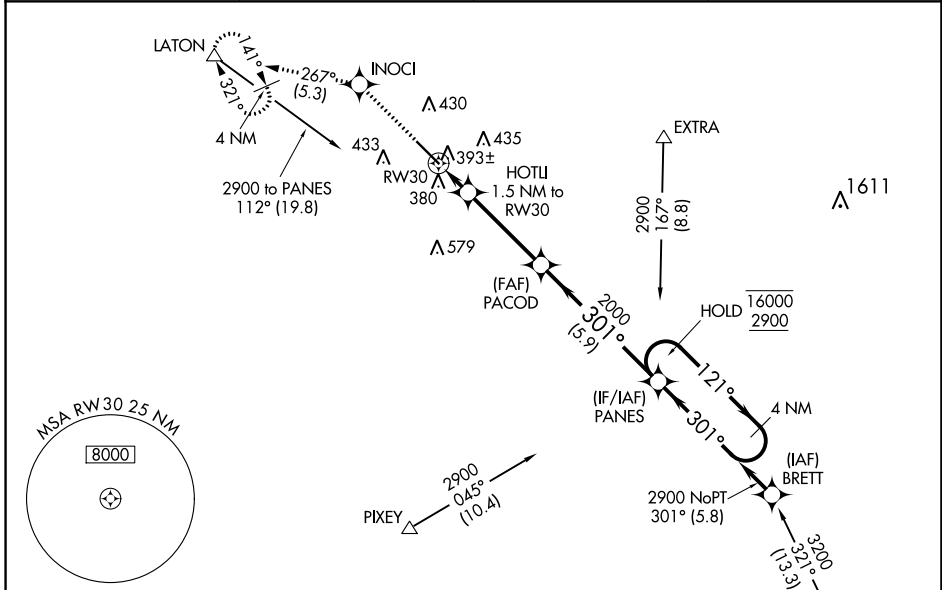 LATON
141°
321°
4 NM
267°
(5.3)
INOCI
430
435
433
393±
RW30
380
HOTLI
1.5 NM to
RW30
579
2900 to PANES
112° (19.8)
EXTRA
2900
167°
(8.8)
1611
(FAF)
PACOD
2000
301°
(5.9)
HOLD
16000
2900
121°
301°
4 NM
(IF/IAF)
PANES
(IAF)
BRETT
2900 NoPT
301° (5.8)
3200
321°
(13.3)
PIXEY
2900
045°
(10.4)
MSA RW30 25 NM
8000